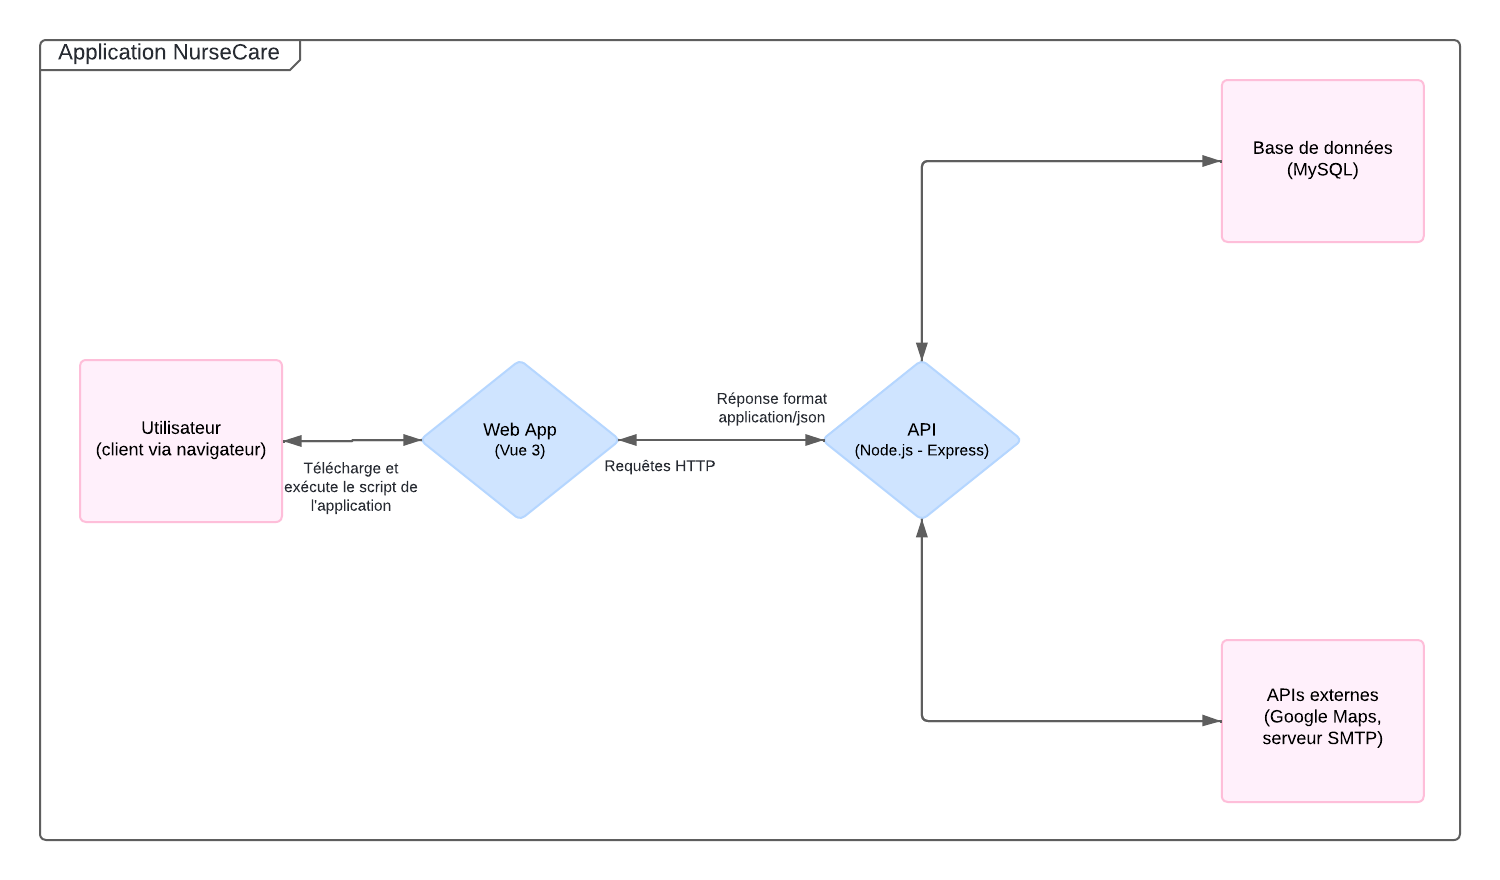 Application NurseCare
Base de données
(MySQL)
Réponse format
application/json
Utilisateur
(client via navigateur)
Web App
(Vue 3)
API
(Node.js - Express)
Télécharge et
exécute le script de
l'application
Requêtes HTTP
APIs externes
(Google Maps,
serveur SMTP)